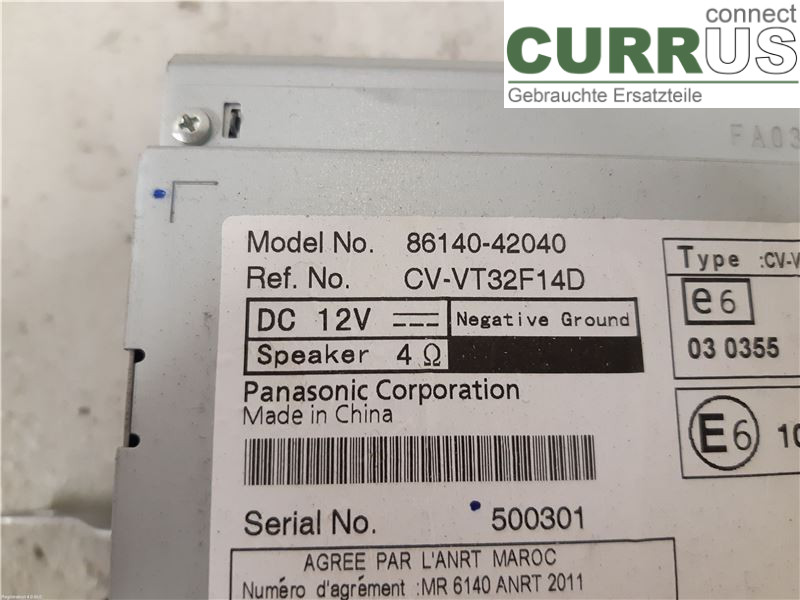 connect
CURRUS
Gebrauchte Ersatzteile
FA03
Model No. 86140-42040
Ref. No. CV-VT32F14D
DC 12V
Negative Ground
Speaker 4Ω
Panasonic Corporation
Made in China
Serial No. 500301
AGREE PAR L'ANRT MAROC
Numéro d'agrément :MR 6140 ANRT 2011
Type :CV-V
e6
03 0355
E6
10